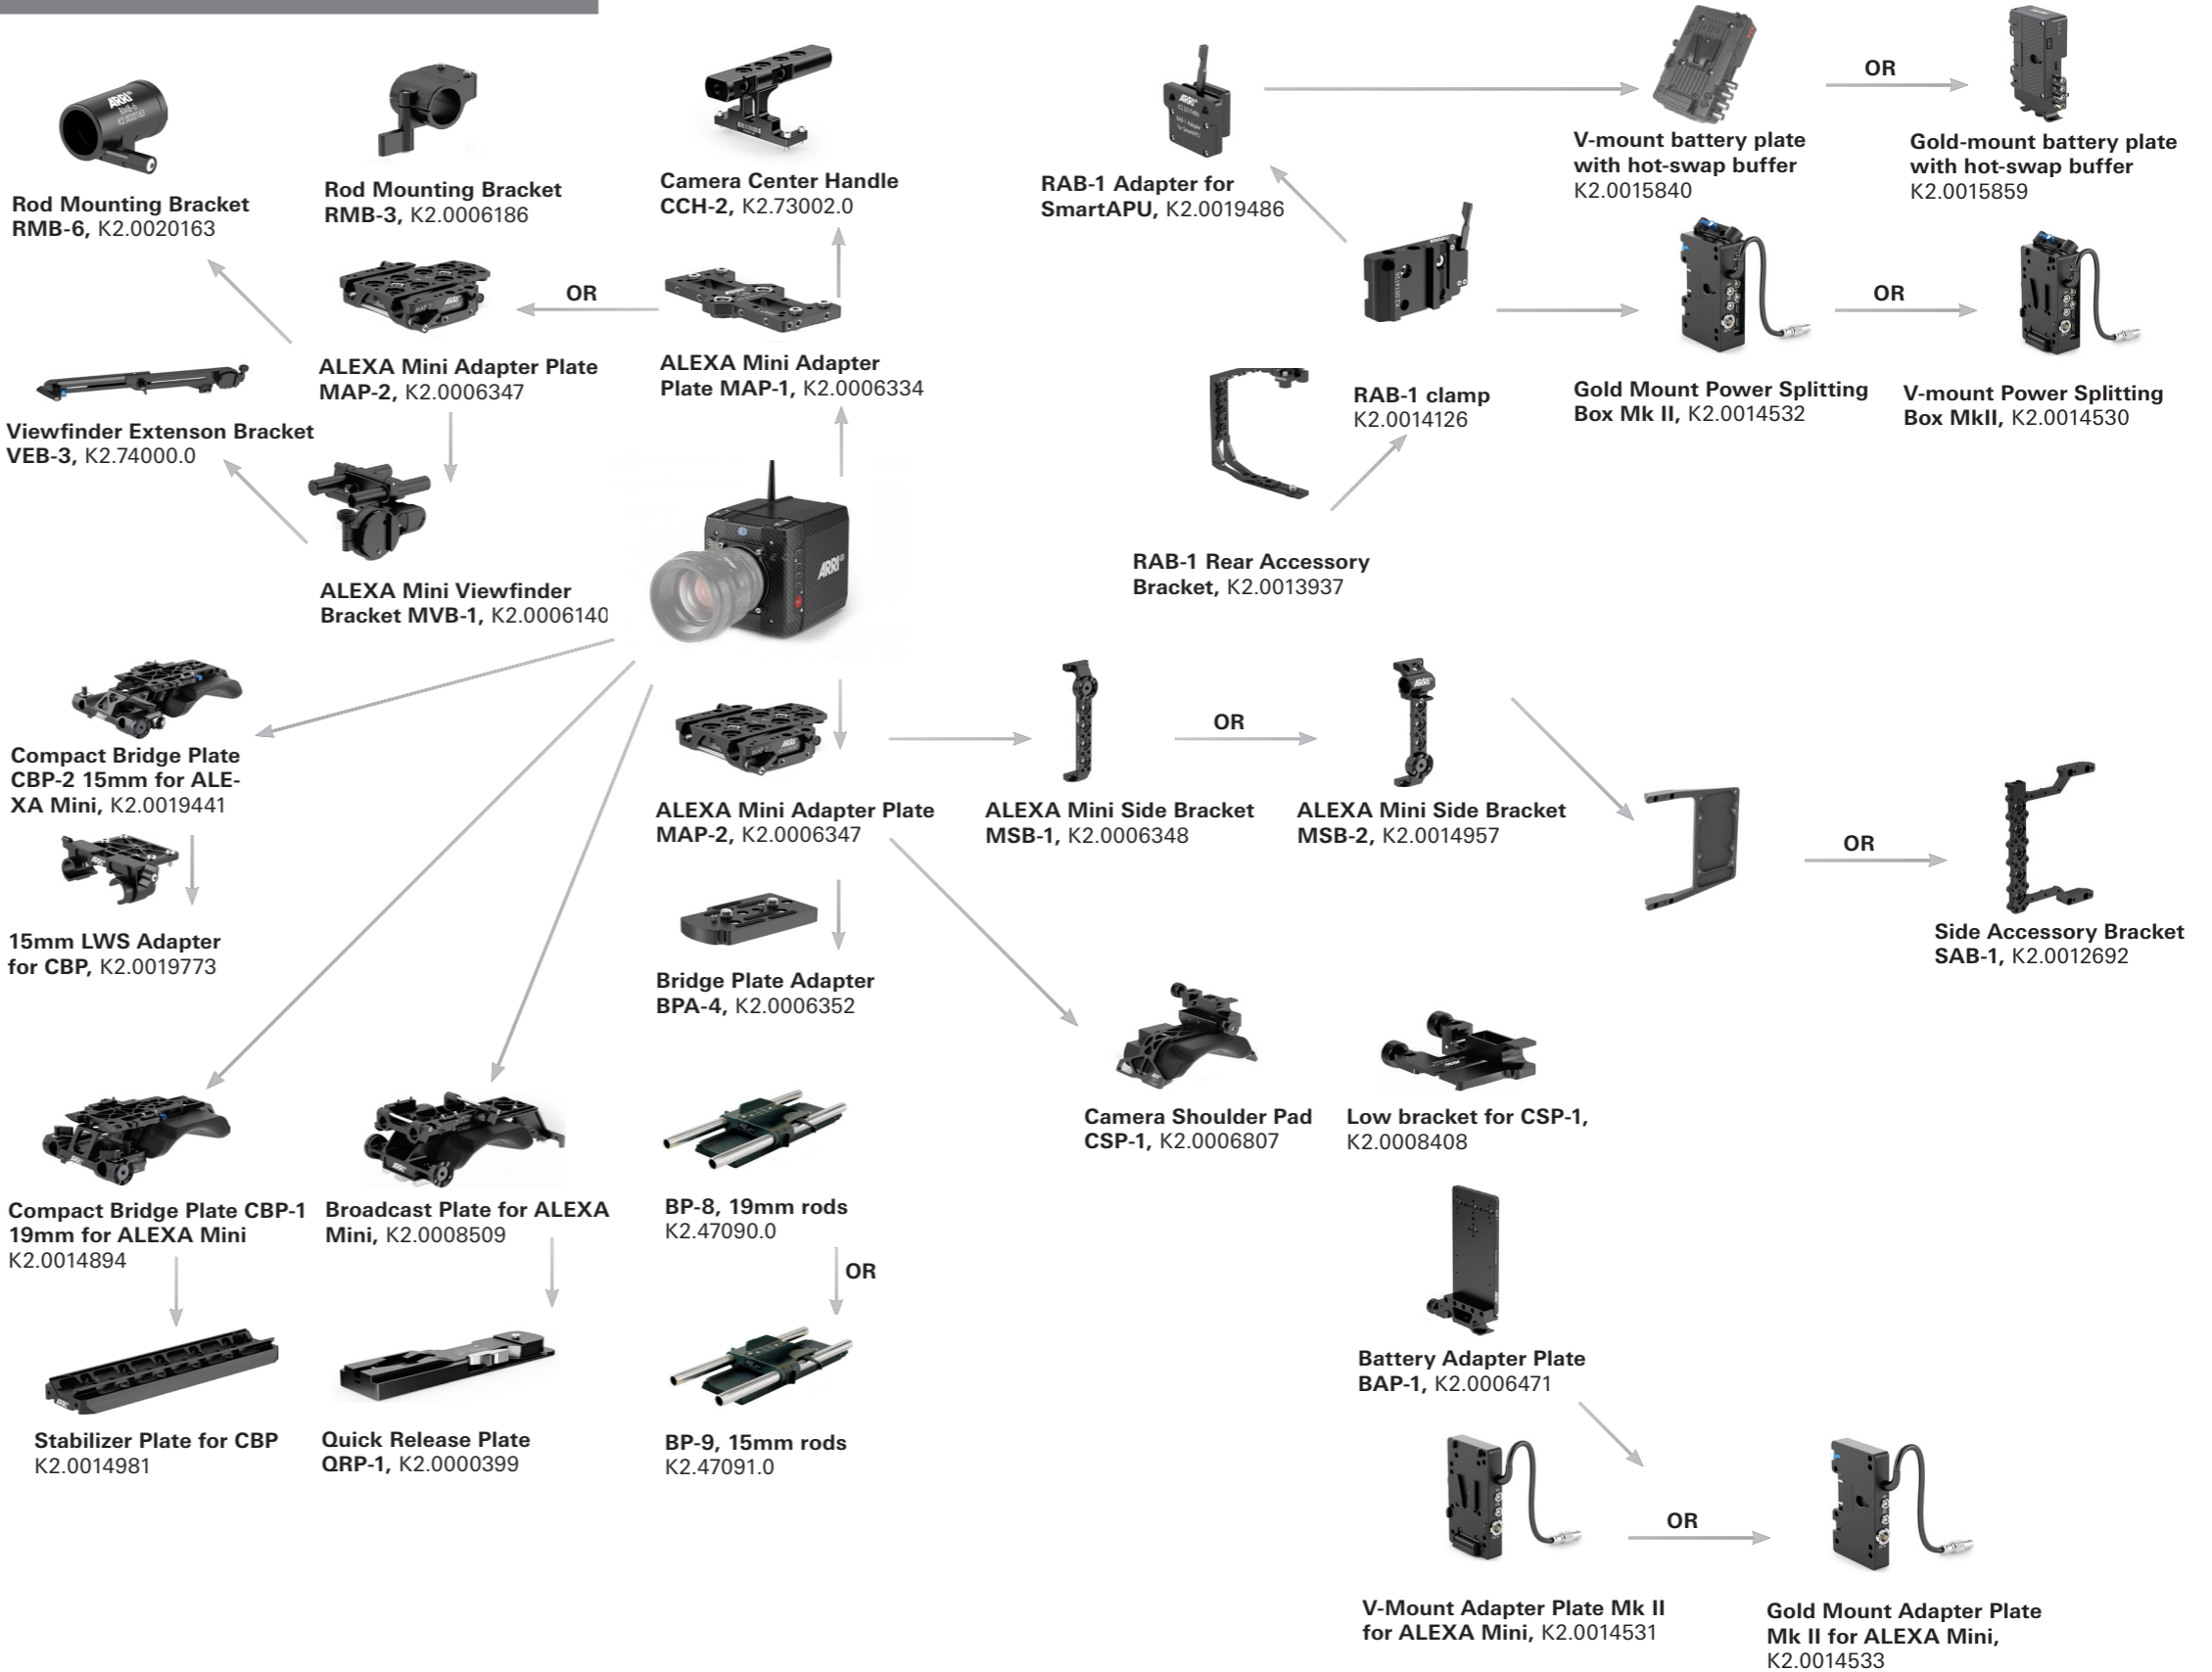 Rod Mounting Bracket
RMB-6, K2.0020163
Rod Mounting Bracket
RMB-3, K2.0006186
Camera Center Handle
CCH-2, K2.73002.0
RAB-1 Adapter for
SmartAPU, K2.0019486
V-mount battery plate
with hot-swap buffer
K2.0015840
OR
Gold-mount battery plate
with hot-swap buffer
K2.0015859
ALEXA Mini Adapter Plate
MAP-2, K2.0006347
OR
ALEXA Mini Adapter
Plate MAP-1, K2.0006334
RAB-1 clamp
K2.0014126
Gold Mount Power Splitting
Box Mk II, K2.0014532
OR
V-mount Power Splitting
Box MkII, K2.0014530
Viewfinder Extenson Bracket
VEB-3, K2.74000.0
ALEXA Mini Viewfinder
Bracket MVB-1, K2.0006140
RAB-1 Rear Accessory
Bracket, K2.0013937
ARRI
Compact Bridge Plate
CBP-2 15mm for ALE-
XA Mini, K2.0019441
ALEXA Mini Adapter Plate
MAP-2, K2.0006347
ALEXA Mini Side Bracket
MSB-1, K2.0006348
OR
ALEXA Mini Side Bracket
MSB-2, K2.0014957
OR
Side Accessory Bracket
SAB-1, K2.0012692
15mm LWS Adapter
for CBP, K2.0019773
Bridge Plate Adapter
BPA-4, K2.0006352
Camera Shoulder Pad
CSP-1, K2.0006807
Low bracket for CSP-1,
K2.0008408
Compact Bridge Plate CBP-1
19mm for ALEXA Mini
K2.0014894
Broadcast Plate for ALEXA
Mini, K2.0008509
BP-8, 19mm rods
K2.47090.0
OR
Battery Adapter Plate
BAP-1, K2.0006471
Stabilizer Plate for CBP
K2.0014981
Quick Release Plate
QRP-1, K2.0000399
BP-9, 15mm rods
K2.47091.0
OR
V-Mount Adapter Plate Mk II
for ALEXA Mini, K2.0014531
Gold Mount Adapter Plate
Mk II for ALEXA Mini,
K2.0014533